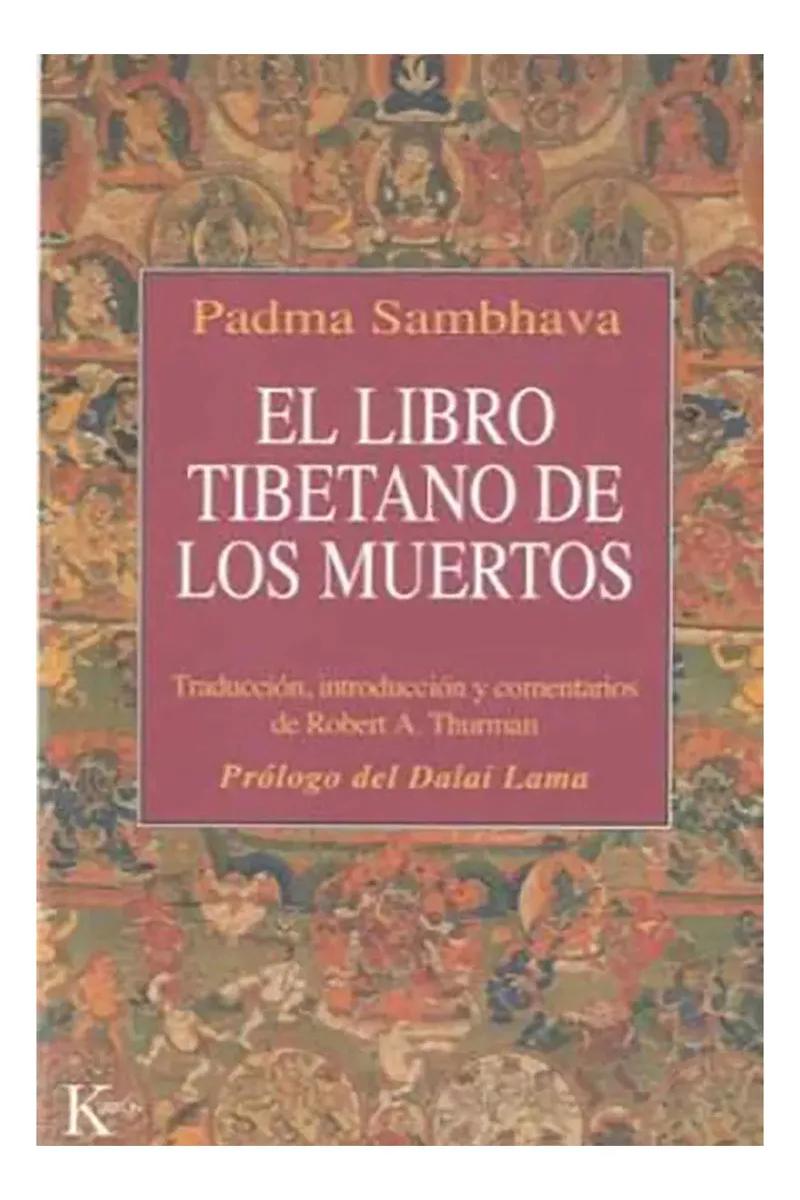 Padma Sambhava
EL LIBRO
TIBETANO DE
LOS MUERTOS
Traducción, introducción y comentarios
de Robert A. Thurman
Prólogo del Dalai Lama
K